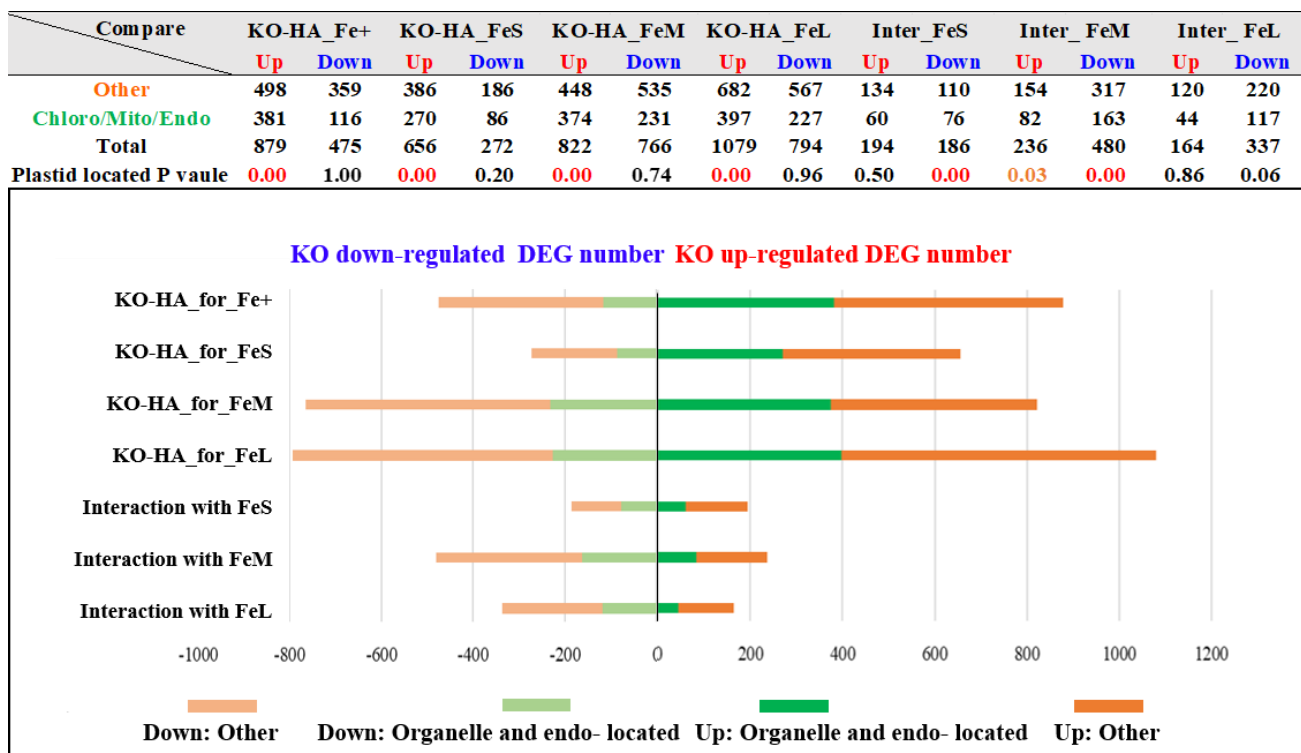 Compare KO-HA_Fe+ KO-HA_FeS KO-HA_FeM KO-HA_FeL Inter_FeS Inter_ FeM Inter_ FeL
Up Down Up Down Up Down Up Down Up Down Up Down Up Down
Other 498 359 386 186 448 535 682 567 134 110 154 317 120 220
Chloro/Mito/Endo 381 116 270 86 374 231 397 227 60 76 82 163 44 117
Total 879 475 656 272 822 766 1079 794 194 186 236 480 164 337
Plastid located P vaule 0.00 1.00 0.00 0.20 0.00 0.74 0.00 0.96 0.50 0.00 0.03 0.00 0.86 0.06
KO down-regulated DEG number KO up-regulated DEG number
KO-HA_for_Fe+
KO-HA_for_FeS
KO-HA_for_FeM
KO-HA_for_FeL
Interaction with FeS
Interaction with FeM
Interaction with FeL
-1000 -800 -600 -400 -200 0 200 400 600 800 1000 1200
Down: Other Down: Organelle and endo- located Up: Organelle and endo- located Up: Other